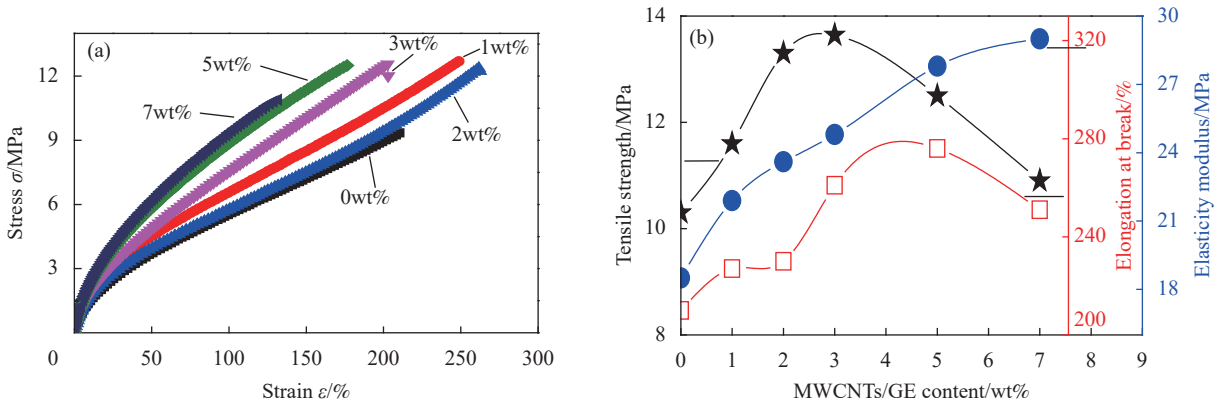 (a)
3wt%
1wt%
5wt%
7wt%
2wt%
0wt%
12
9
6
3
0
50
100
150
200
250
300
Stress σ/MPa
Strain ε/%
(b)
14
12
10
8
Tensile strength/MPa
0
1
2
3
4
5
6
7
8
9
MWCNTs/GE content/wt%
320
280
240
200
Elongation at break/%
30
27
24
21
18
Elasticity modulus/MPa